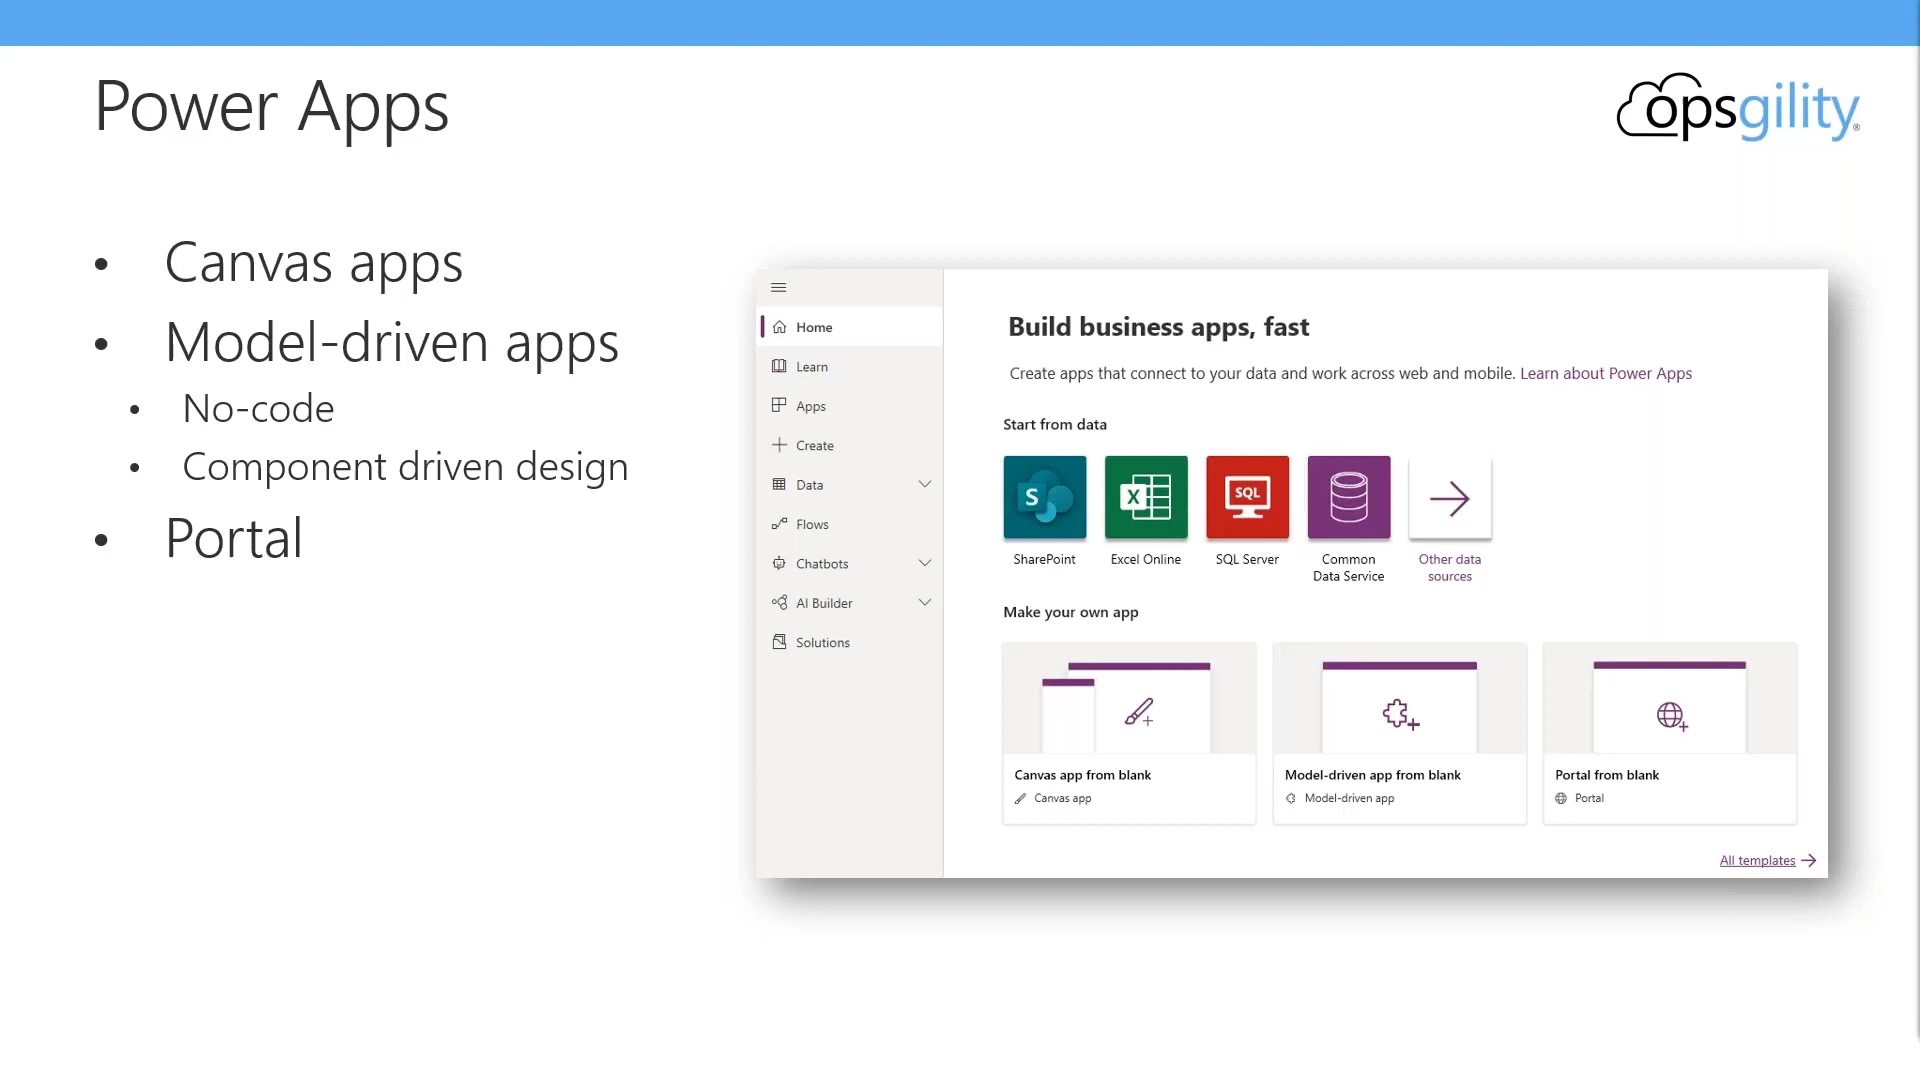 Power Apps
opsgility®
• Canvas apps
• Model-driven apps
• No-code
• Component driven design
• Portal
Home
Learn
Apps
Create
Data
Flows
Chatbots
AI Builder
Solutions
Build business apps, fast
Create apps that connect to your data and work across web and mobile. Learn about Power Apps
Start from data
S
X
SQL
SharePoint
Excel Online
SQL Server
Common
Data Service
Other data
sources
Make your own app
Canvas app from blank
Canvas app
Model-driven app from blank
Model-driven app
Portal from blank
Portal
All templates